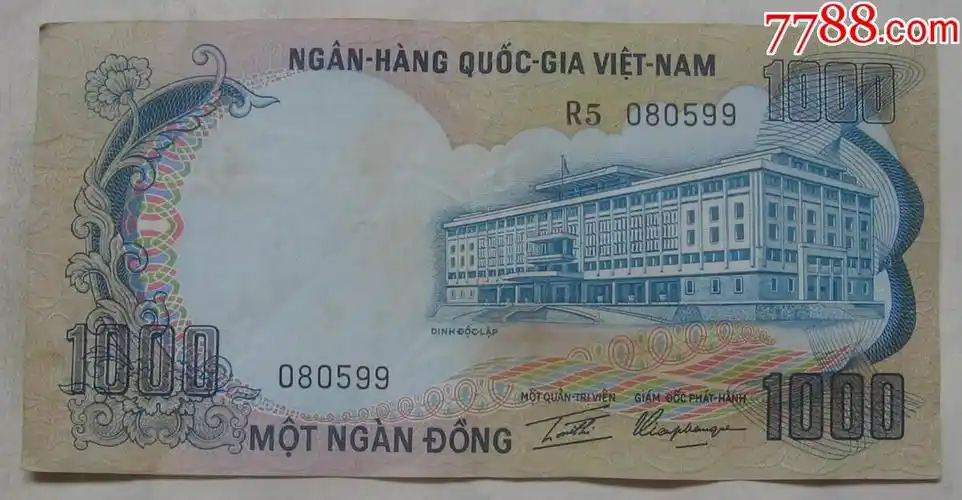 7788.com
NGÂN-HÀNG QUỐC-GIA VIỆT-NAM
1000
R5 080599
DINH ĐỘC-LẬP
1000
080599
MỘT QUẢN-TRỊ VIÊN GIÁM ĐỐC PHÁT-HÀNH
1000
MỘT NGÀN ĐỒNG